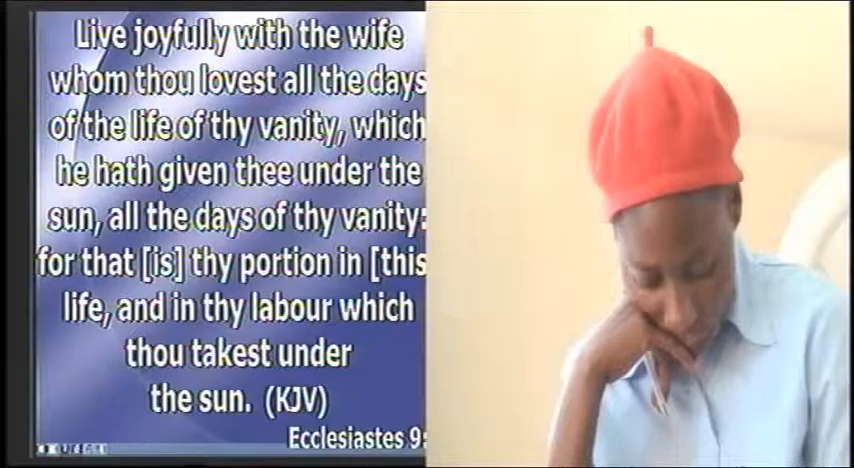 Live joyfully with the wife
whom thou lovest all the days
of the life of thy vanity, which
he hath given thee under the
sun, all the days of thy vanity:
for that [is] thy portion in [this
life, and in thy labour which
thou takest under
the sun. (KJV)
Ecclesiastes 9: